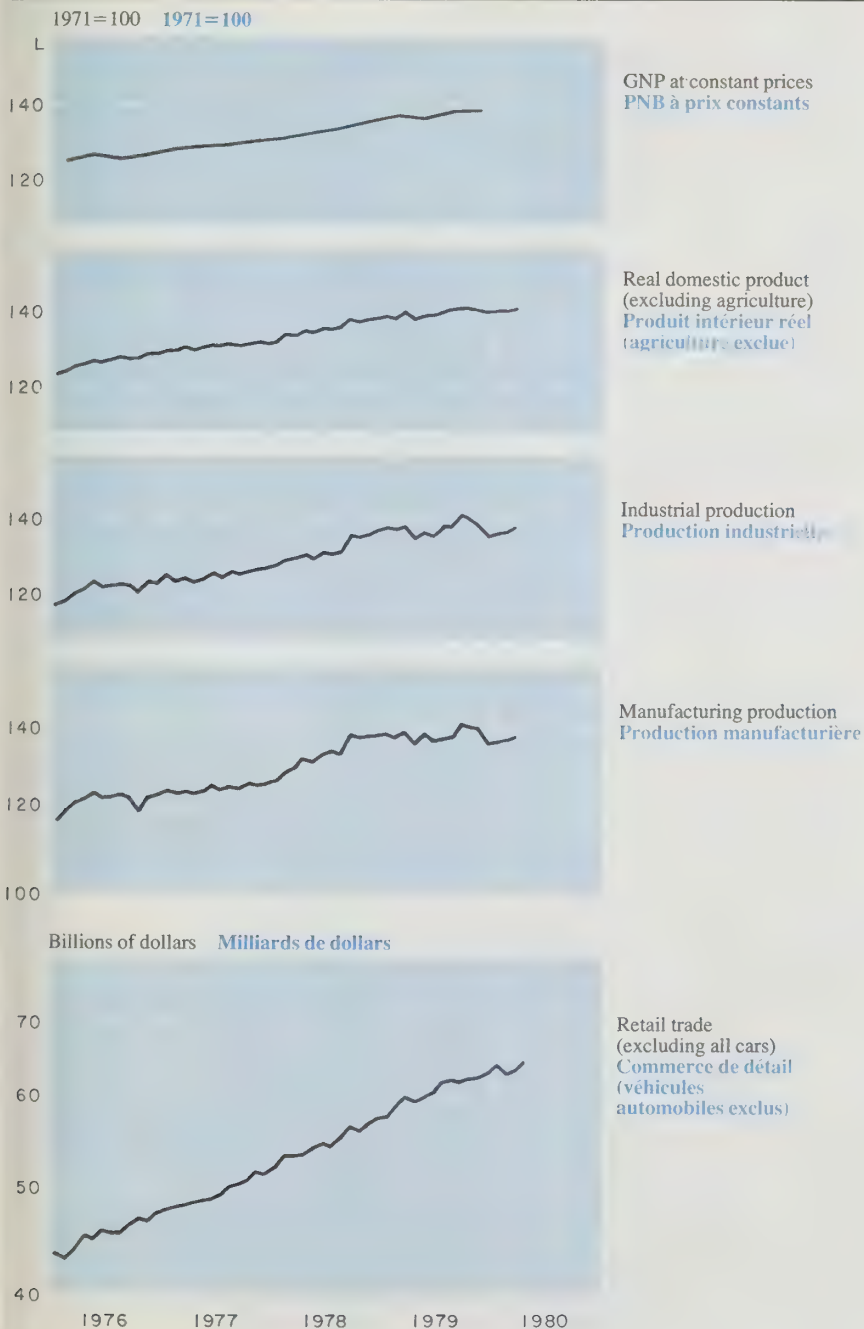 1971=100 1971=100
L
140
120
GNP at constant prices
PNB à prix constants
140
120
Real domestic product
(excluding agriculture)
Produit intérieur réel
(agriculture exclue)
140
120
Industrial production
Production industrielle
140
120
100
Manufacturing production
Production manufacturière
Billions of dollars Milliards de dollars
70
60
50
40
Retail trade
(excluding all cars)
Commerce de détail
(véhicules
automobiles exclus)
1976 1977 1978 1979 1980